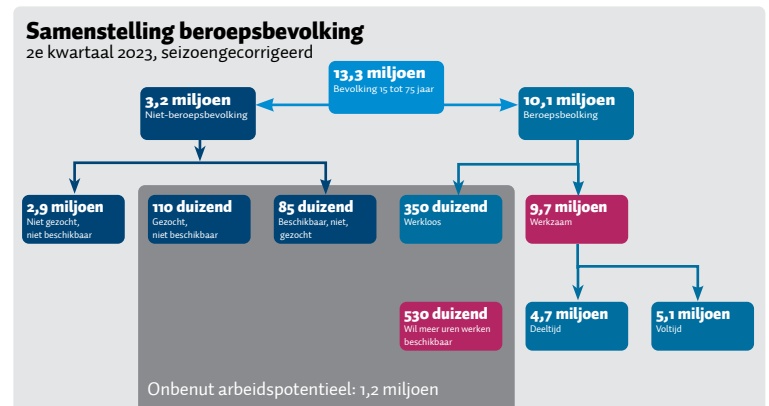 Samenstelling beroepsbevolking
2e kwartaal 2023, seizoengecorrigeerd
13,3 miljoen
Bevolking 15 tot 75 jaar
3,2 miljoen
Niet-beroepsbevolking
10,1 miljoen
Beroepsbeolking
2,9 miljoen
Niet gezocht,
niet beschikbaar
110 duizend
Gezocht,
niet beschikbaar
85 duizend
Beschikbaar, niet,
gezocht
350 duizend
Werkloos
9,7 miljoen
Werkzaam
530 duizend
Wil meer uren werken
beschikbaar
4,7 miljoen
Deeltijd
5,1 miljoen
Voltijd
Onbenut arbeidspotentieel: 1,2 miljoen